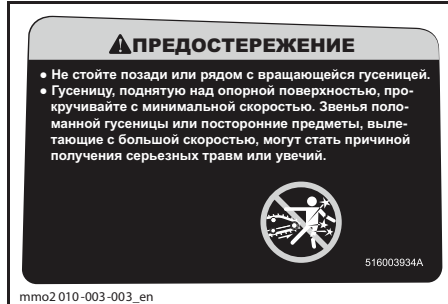 ПРЕДОСТЕРЕЖЕНИЕ
● Не стойте позади или рядом с вращающейся гусеницей.
● Гусеницу, поднятую над опорной поверхностью, про-
кручивайте с минимальной скоростью. Звенья поло-
манной гусеницы или посторонние предметы, выле-
тающие с большой скоростью, могут стать причиной
получения серьезных травм или увечий.
516003934A
mmo2 010-003-003_en